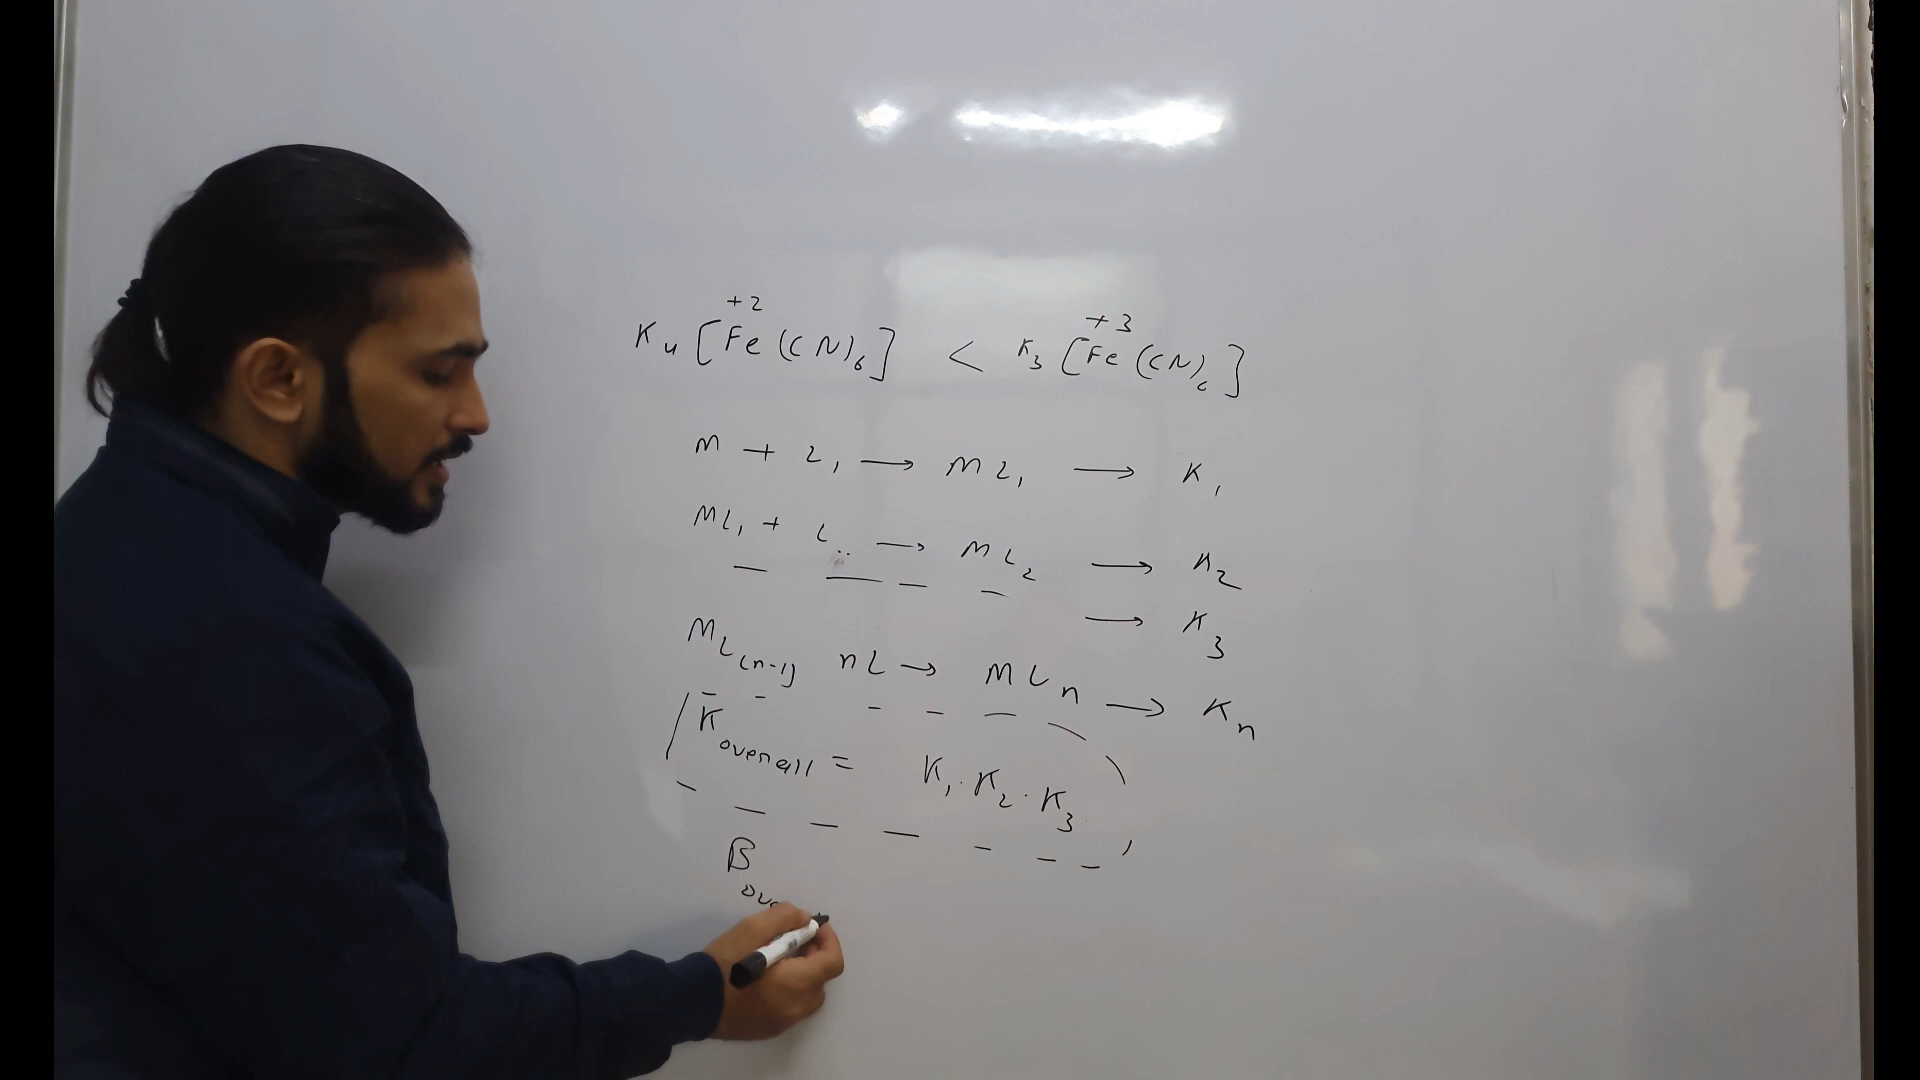 +2 +3
K₄[Fe(CN)₆] < K₃[Fe(CN)₆]
M + L₁ → ML₁ → K₁
ML₁ + L → ML₂ → K₂
→ K₃
ML₍ₙ₋₁₎ nL → MLₙ → Kₙ
K overall = K₁ · K₂ · K₃
β